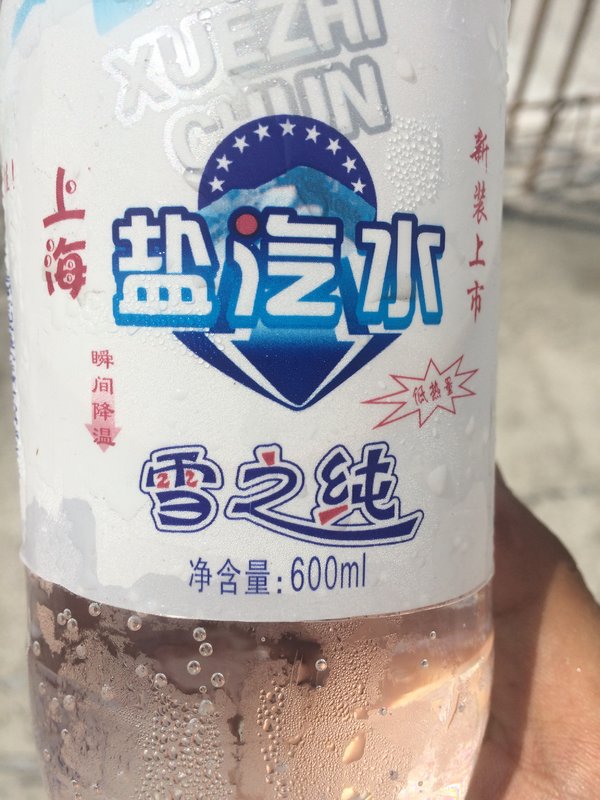 XUEZHI
CHUN
上海
新装上市
盐汽水
瞬间降温
低热量
雪之纯
净含量:600ml